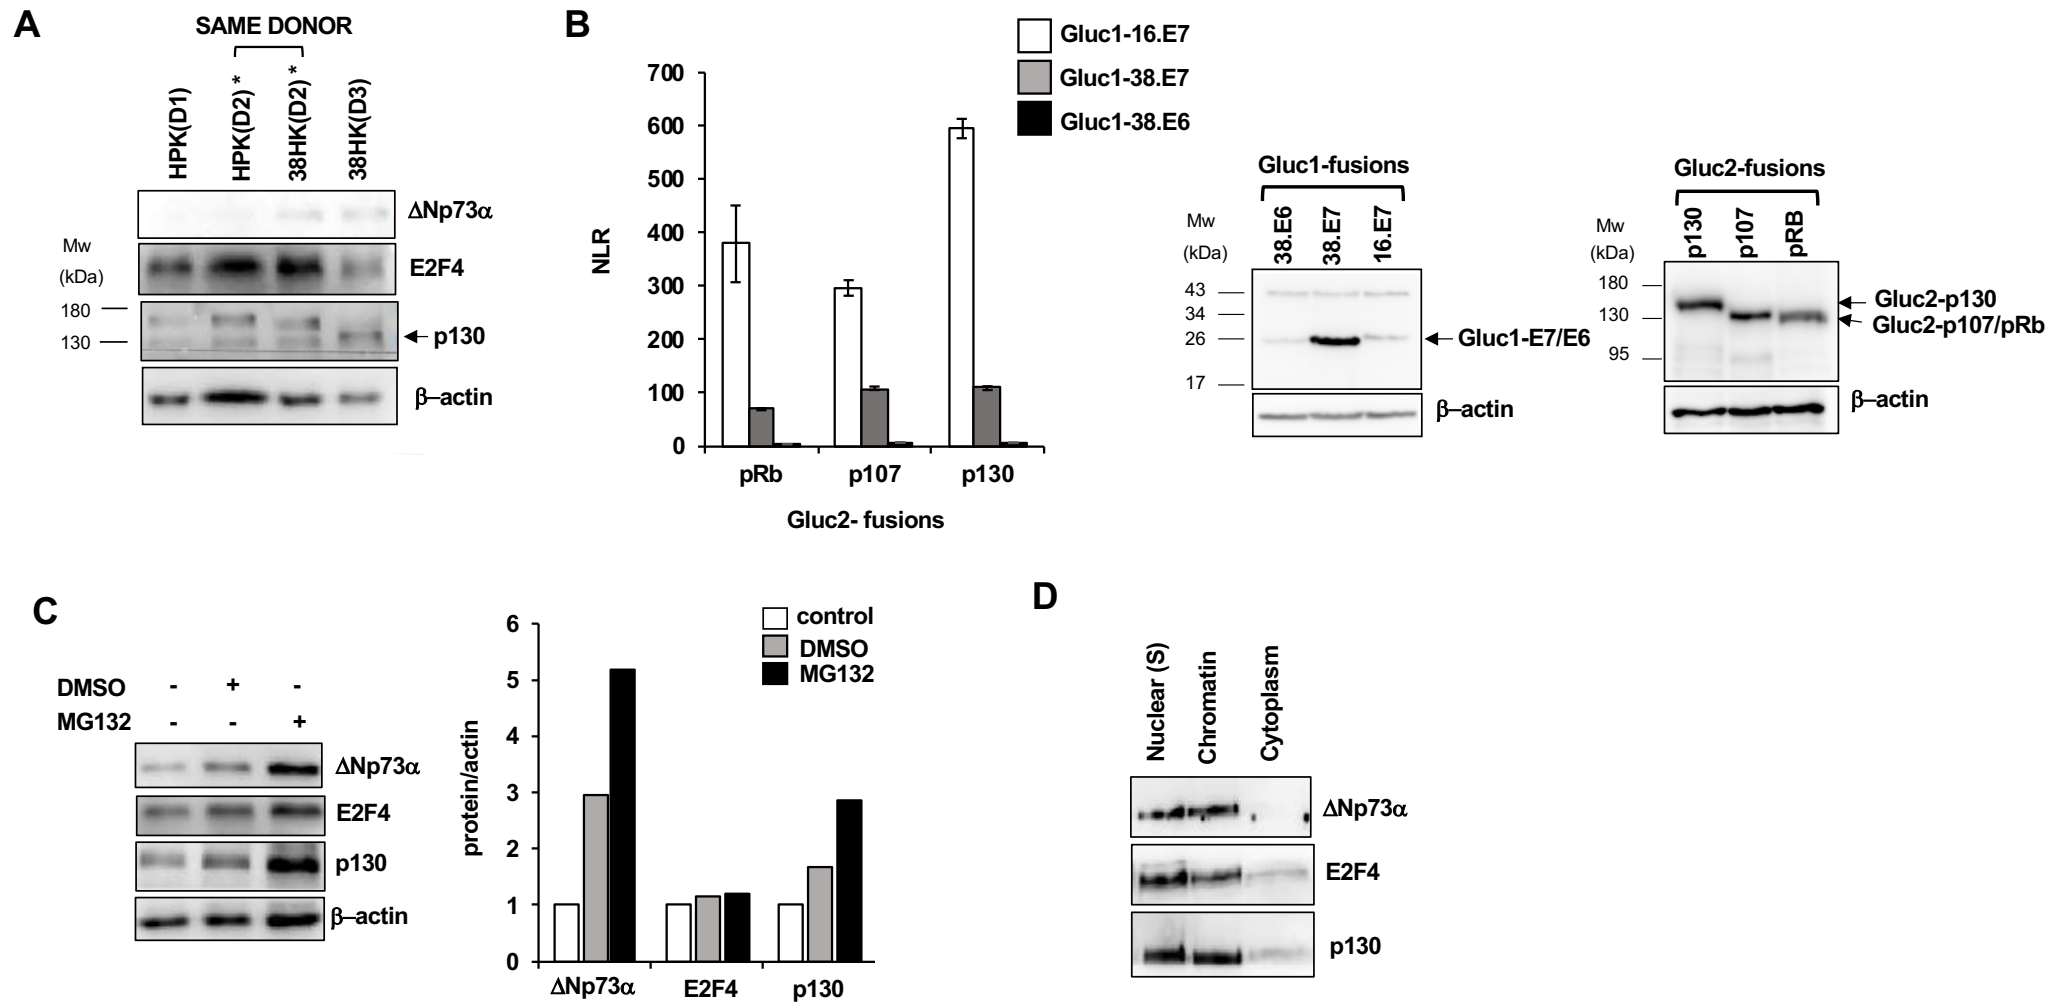 A
SAME DONOR
HPK(D1)
HPK(D2) *
38HK(D2) *
38HK(D3)
Mw
(kDa)
180
130
ΔNp73α
E2F4
p130
β–actin
B
Gluc1-16.E7
Gluc1-38.E7
Gluc1-38.E6
NLR
700
600
500
400
300
200
100
0
pRb p107 p130
Gluc2- fusions
Gluc1-fusions
38.E6
38.E7
16.E7
Mw
(kDa)
43
34
26
17
Gluc1-E7/E6
β–actin
Gluc2-fusions
p130
p107
pRB
Mw
(kDa)
180
130
95
Gluc2-p130
Gluc2-p107/pRb
β–actin
C
DMSO - + -
MG132 - - +
ΔNp73α
E2F4
p130
β–actin
control
DMSO
MG132
protein/actin
6
5
4
3
2
1
0
ΔNp73α E2F4 p130
D
Nuclear (S)
Chromatin
Cytoplasm
ΔNp73α
E2F4
p130